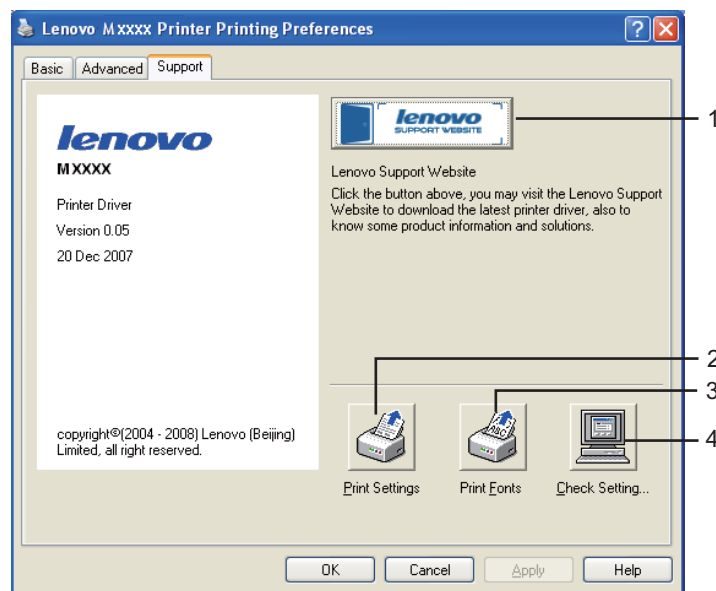 Lenovo Mxxxx Printer Printing Preferences
Basic Advanced Support
lenovo
MXXXX
Printer Driver
Version 0.05
20 Dec 2007
copyright©(2004 - 2008) Lenovo (Beijing)
Limited, all right reserved.
lenovo
SUPPORT WEBSITE
1
Lenovo Support Website
Click the button above, you may visit the Lenovo Support
Website to download the latest printer driver, also to
know some product information and solutions.
2
3
4
ABC
Print Settings Print Fonts Check Setting...
OK Cancel Apply Help